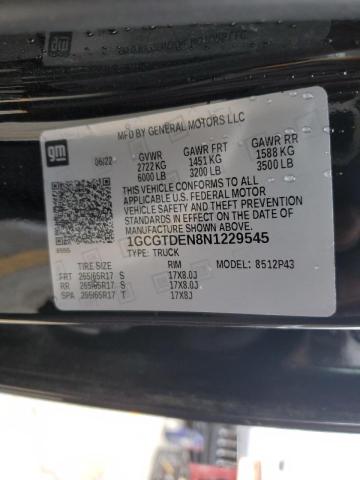 gm
MFD BY GENERAL MOTORS LLC
06/22
GVWR GAWR FRT GAWR RR
2722 KG 1451 KG 1588 KG
6000 LB 3200 LB 3500 LB
THIS VEHICLE CONFORMS TO ALL
APPLICABLE U.S. FEDERAL MOTOR
VEHICLE SAFETY AND THEFT PREVENTION
STANDARDS IN EFFECT ON THE DATE OF
MANUFACTURE SHOWN ABOVE.
1GCGTDEN8N1229545
TYPE: TRUCK
TIRE SIZE RIM MODEL: 8512P43
FRT 265/65R17 S 17X8.0J
RR 265/65R17 S 17X8.0J
SPA 265/65R17 T 17X8J